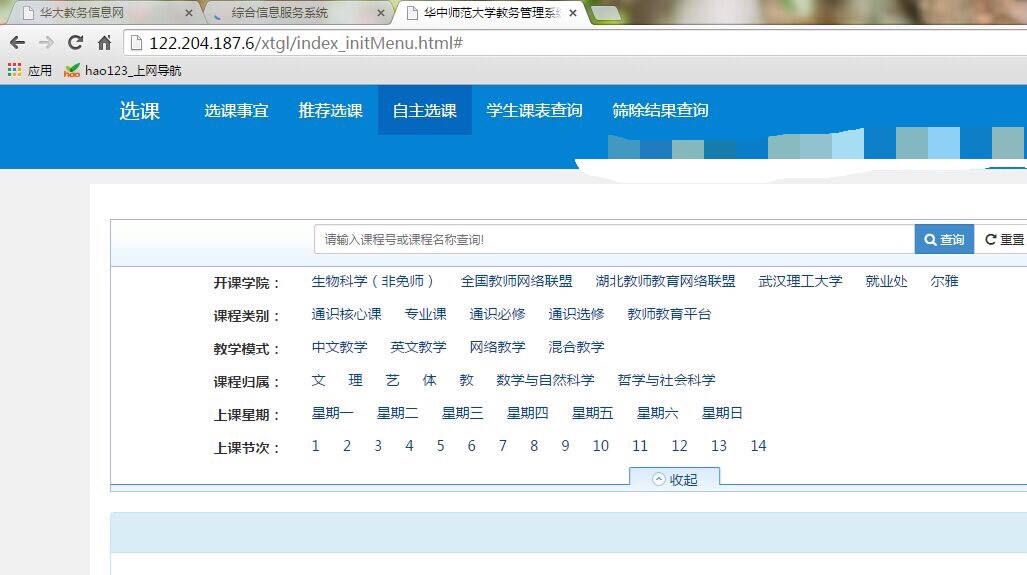 华大教务信息网 综合信息服务系统 华中师范大学教务管理系统
122.204.187.6/xtgl/index_initMenu.html#
应用 hao123_上网导航
选课 选课事宜 推荐选课 自主选课 学生课表查询 筛除结果查询
请输入课程号或课程名称查询! 查询 重置
开课学院： 生物科学（非免师） 全国教师网络联盟 湖北教师教育网络联盟 武汉理工大学 就业处 尔雅
课程类别： 通识核心课 专业课 通识必修 通识选修 教师教育平台
教学模式： 中文教学 英文教学 网络教学 混合教学
课程归属： 文 理 艺 体 教 数学与自然科学 哲学与社会科学
上课星期： 星期一 星期二 星期三 星期四 星期五 星期六 星期日
上课节次： 1 2 3 4 5 6 7 8 9 10 11 12 13 14
收起